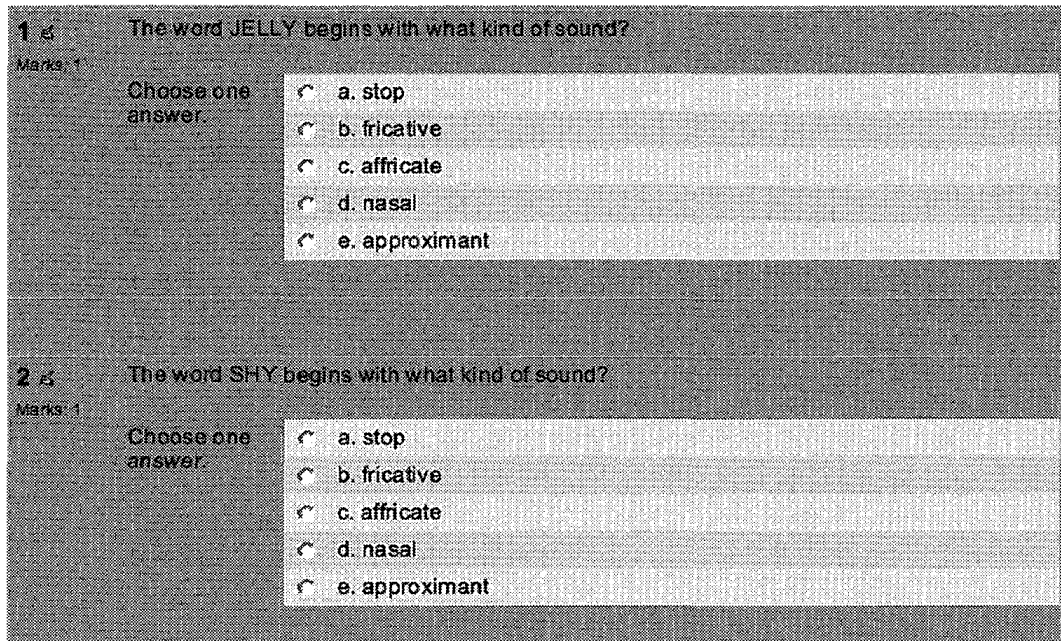 1 The word JELLY begins with what kind of sound?
Marks: 1
Choose one
answer.
a. stop
b. fricative
c. affricate
d. nasal
e. approximant
2 The word SHY begins with what kind of sound?
Marks: 1
Choose one
answer.
a. stop
b. fricative
c. affricate
d. nasal
e. approximant